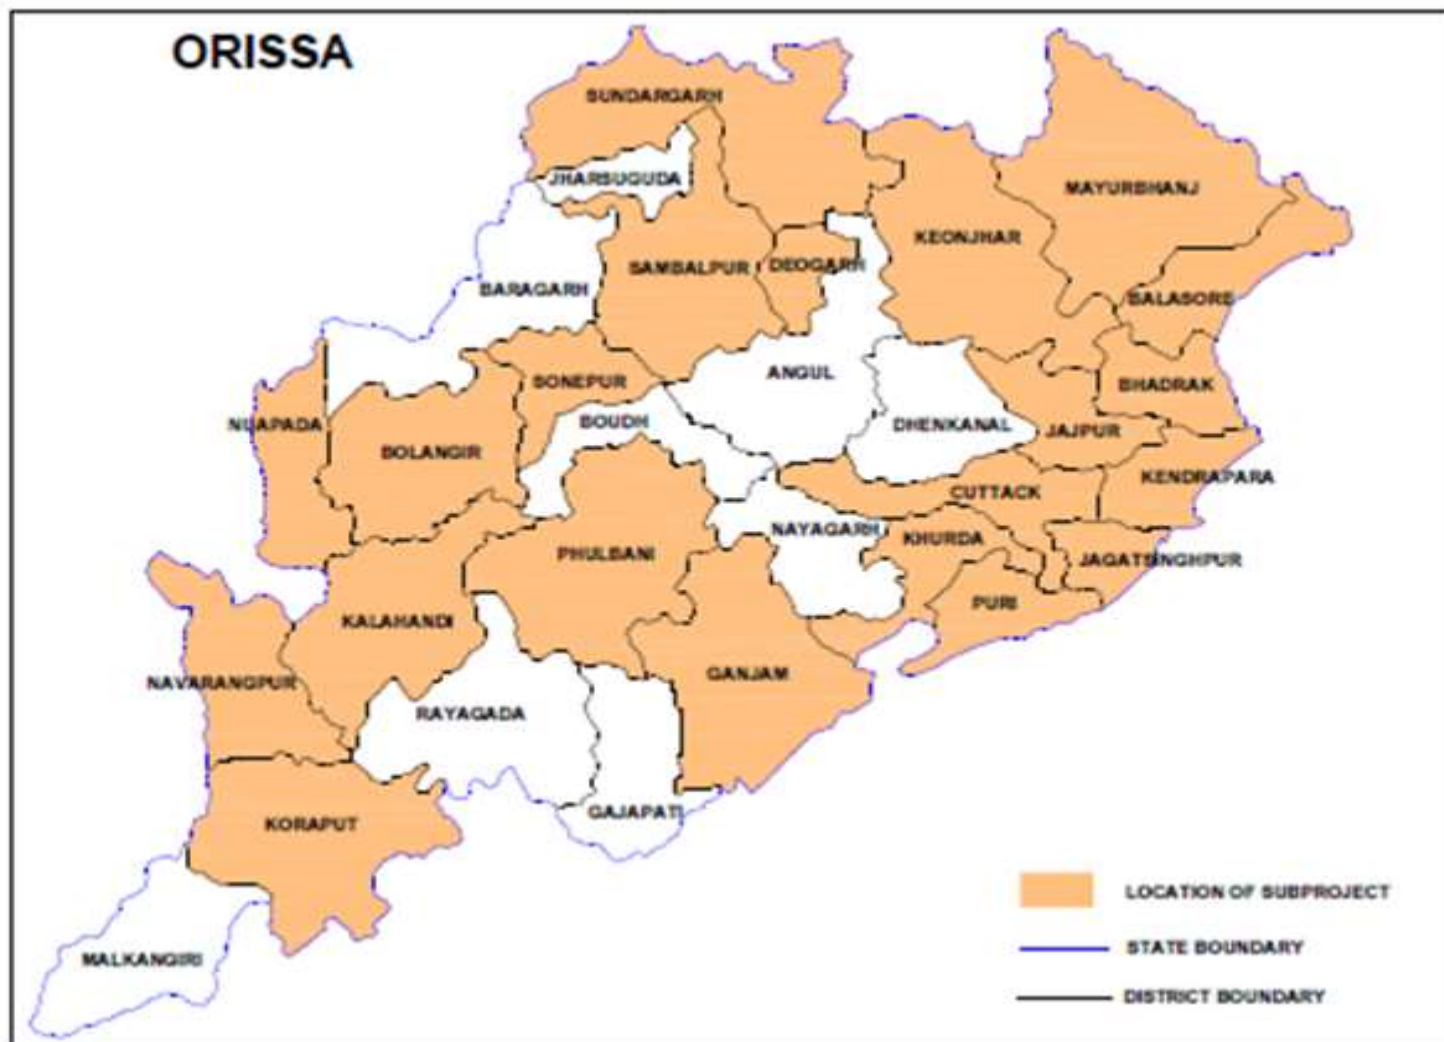 ORISSA
SUNDARGARH
JHARSUGUDA
MAYURBHANJ
KEONJHAR
SAMBALPUR
DEOGARH
BARAGARH
BALASORE
ANGUL
SONEPUR
BHADRAK
NUAPADA
BOUDH
DHENKANAL
JAJPUR
BOLANGIR
KENDRAPARA
CUTTACK
NAYAGARH
KHURDA
PHULBANI
JAGATSINGHPUR
PURI
KALAHANDI
GANJAM
NAVARANGPUR
RAYAGADA
GAJAPATI
KORAPUT
LOCATION OF SUBPROJECT
STATE BOUNDARY
MALKANGIRI
DISTRICT BOUNDARY